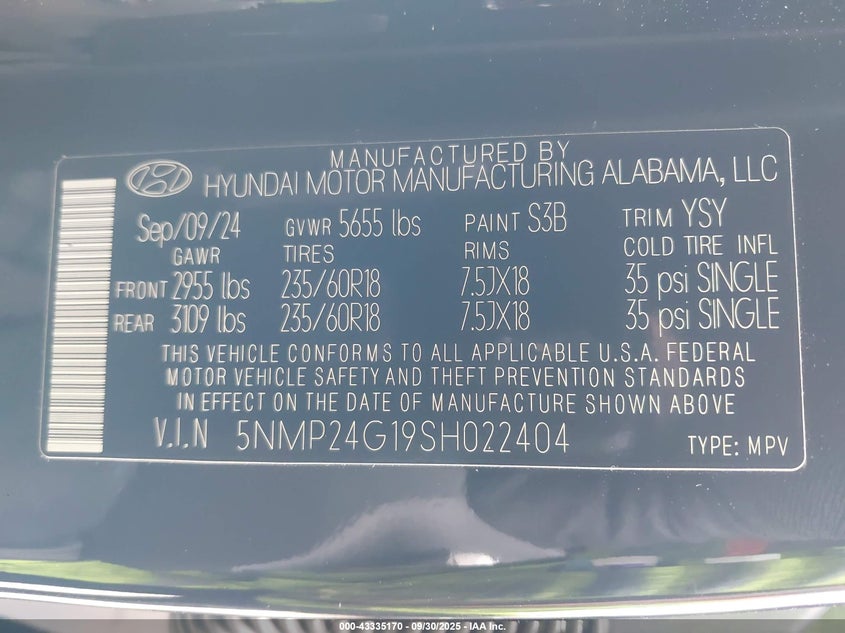 MANUFACTURED BY
HYUNDAI MOTOR MANUFACTURING ALABAMA, LLC
Sep/09/24 GVWR 5655 lbs PAINT S3B TRIM YSY
GAWR TIRES RIMS COLD TIRE INFL
FRONT 2955 lbs 235/60R18 7.5JX18 35 psi SINGLE
REAR 3109 lbs 235/60R18 7.5JX18 35 psi SINGLE
THIS VEHICLE CONFORMS TO ALL APPLICABLE U.S.A. FEDERAL
MOTOR VEHICLE SAFETY AND THEFT PREVENTION STANDARDS
IN EFFECT ON THE DATE OF MANUFACTURE SHOWN ABOVE
V.I.N 5NMP24G19SH022404 TYPE: MPV
000-43335170 - 09/30/2025 - IAA Inc.